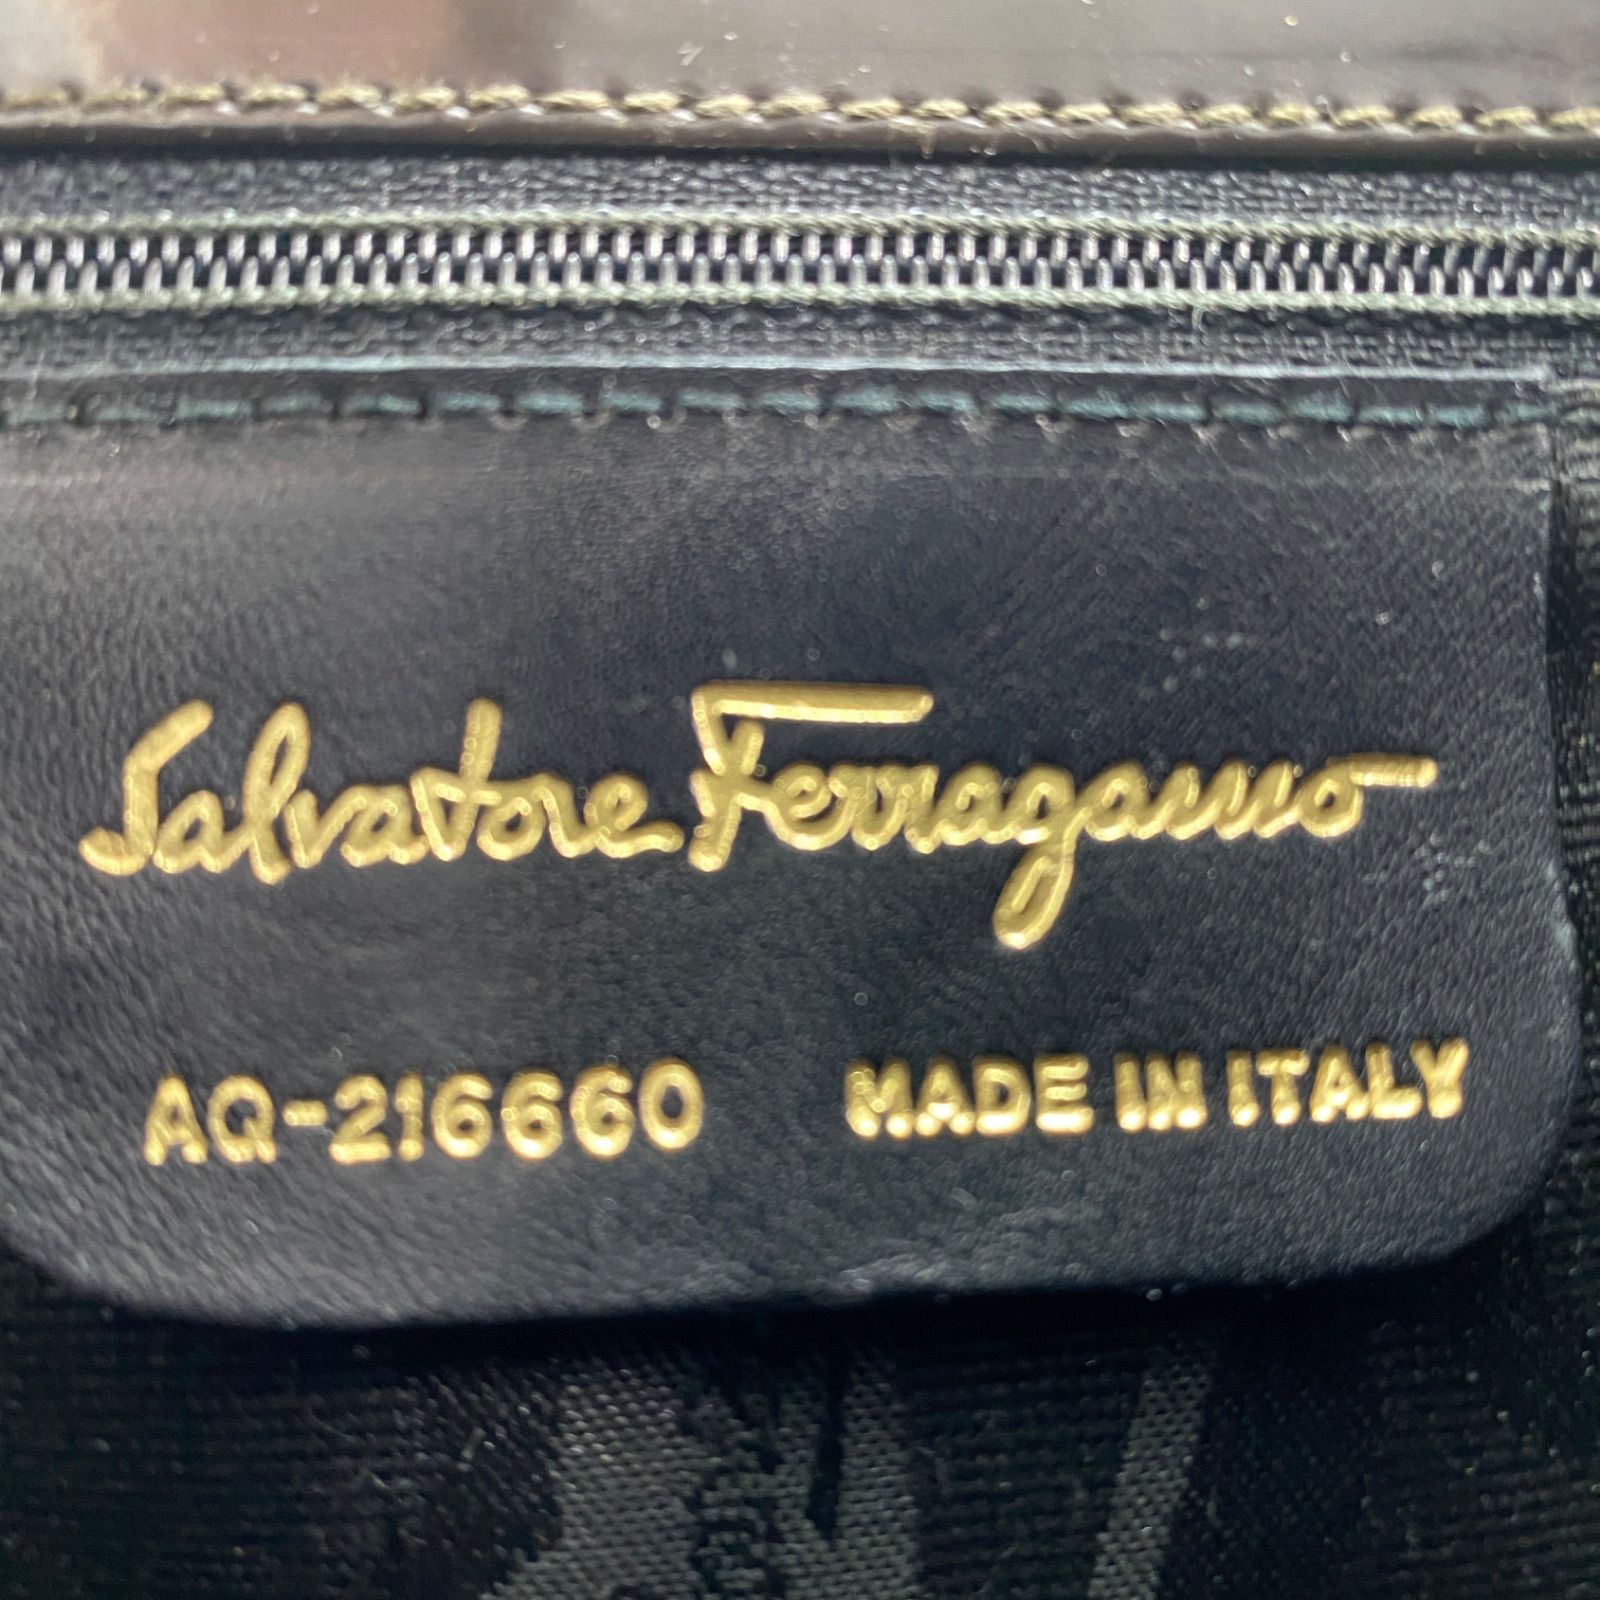 Salvatore Ferragamo
AQ-216660 MADE IN ITALY